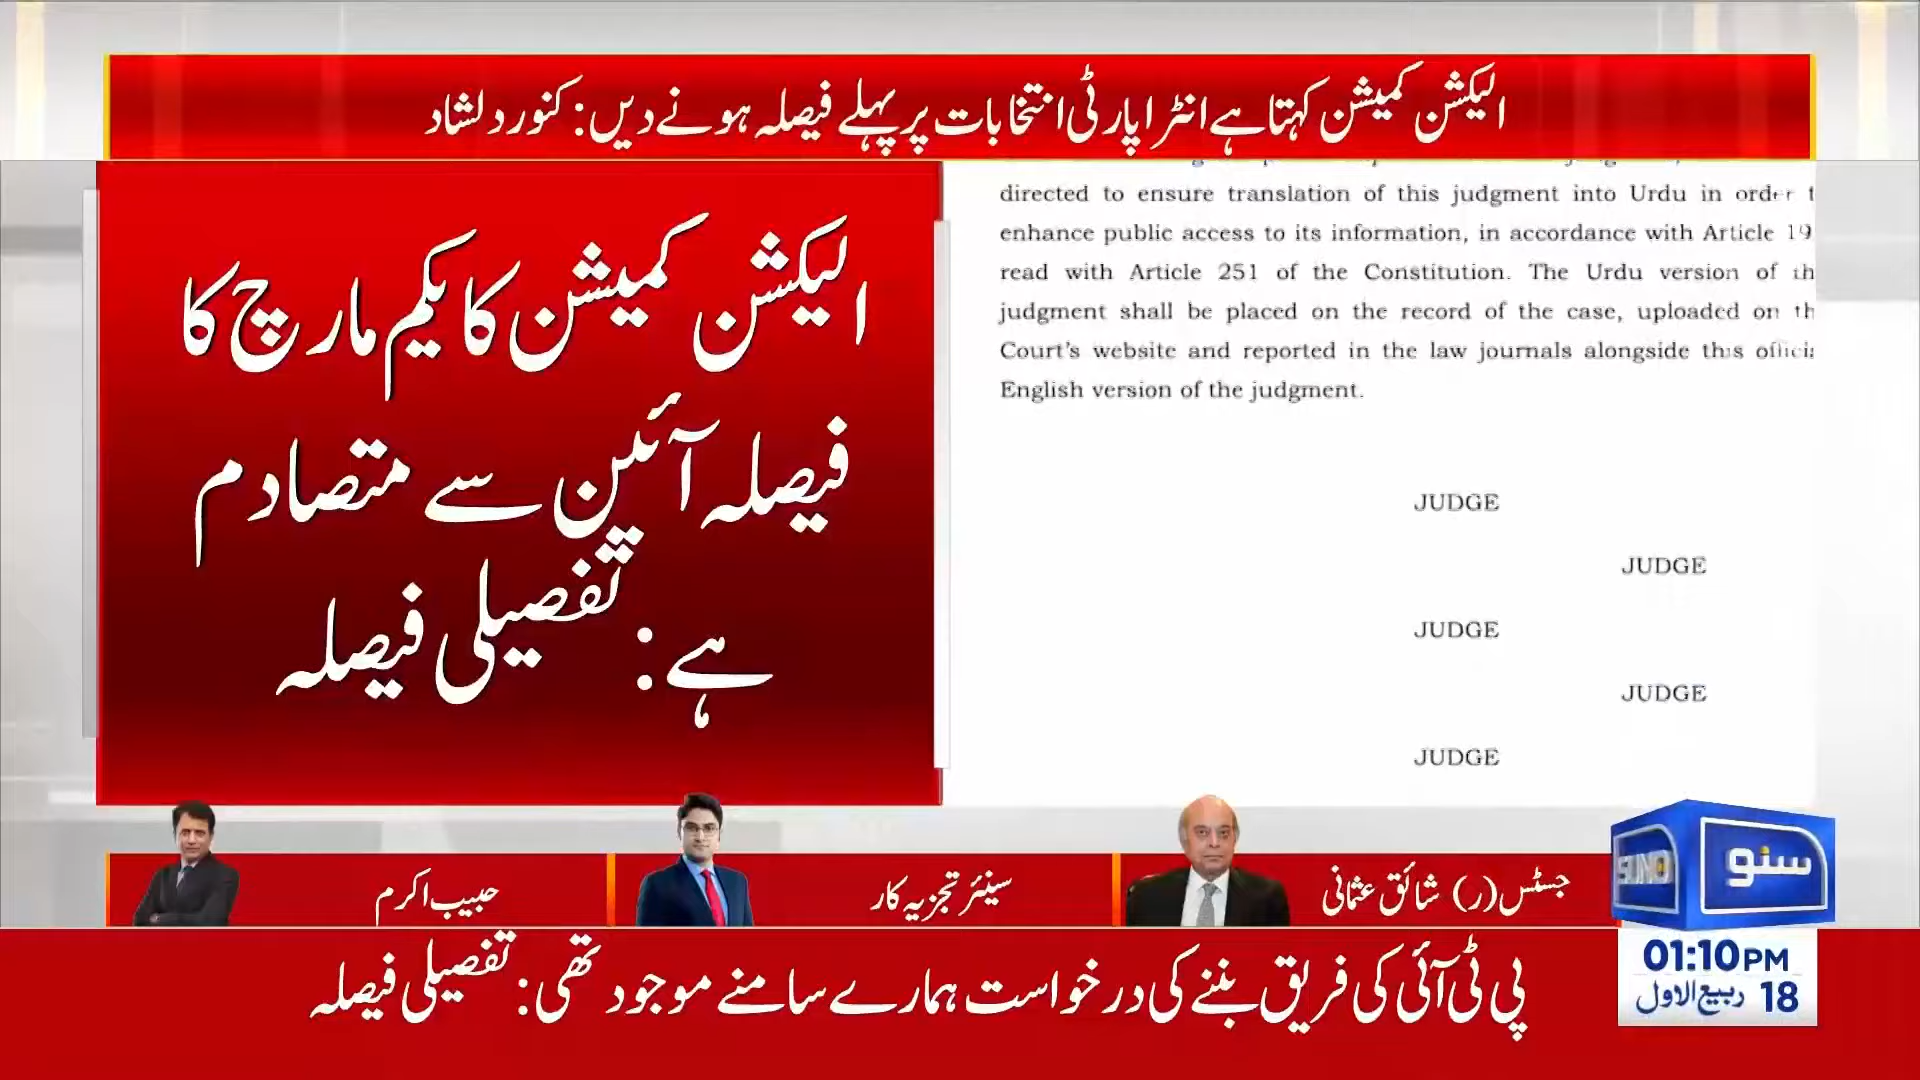 الیکشن کمیشن کہتا ہے انٹرا پارٹی انتخابات پر پہلے فیصلہ ہونے دیں: کنور دلشاد
الیکشن کمیشن کا یکم مارچ کا
فیصلہ آئین سے متصادم
ہے: تفصیلی فیصلہ
directed to ensure translation of this judgment into Urdu in order t
enhance public access to its information, in accordance with Article 19
read with Article 251 of the Constitution. The Urdu version of th
judgment shall be placed on the record of the case, uploaded on th
Court's website and reported in the law journals alongside this officia
English version of the judgment.
JUDGE
JUDGE
JUDGE
JUDGE
JUDGE
جسٹس (ر) شائق عثمانی
سینئر تجزیہ کار
حبیب اکرم
SUNO
سنو
پی ٹی آئی کی فریق بننے کی درخواست ہمارے سامنے موجود تھی: تفصیلی فیصلہ
01:10PM
18 ربیع الاول